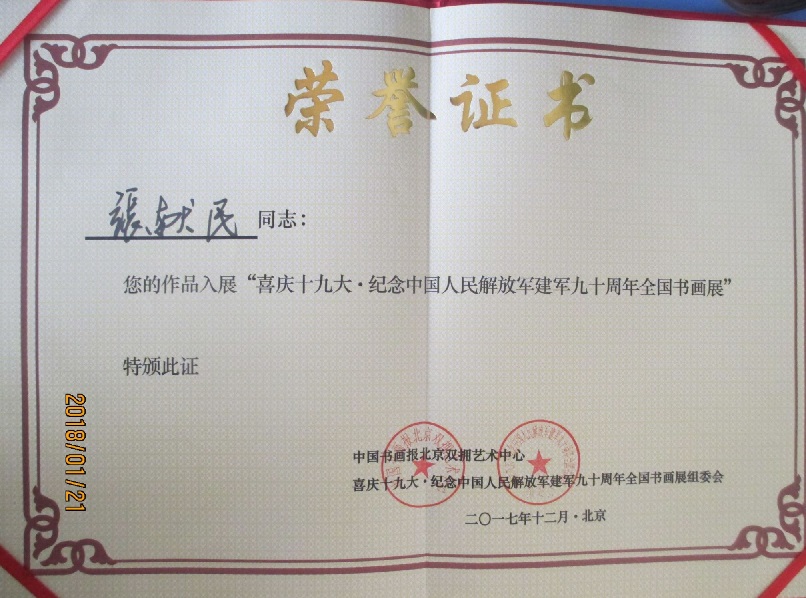 荣誉证书
張献民 同志：
您的作品入展“喜庆十九大·纪念中国人民解放军建军九十周年全国书画展”
特颁此证
中国书画报北京双拥艺术中心
喜庆十九大·纪念中国人民解放军建军九十周年全国书画展组委会
二〇一七年十二月·北京
2018/01/21